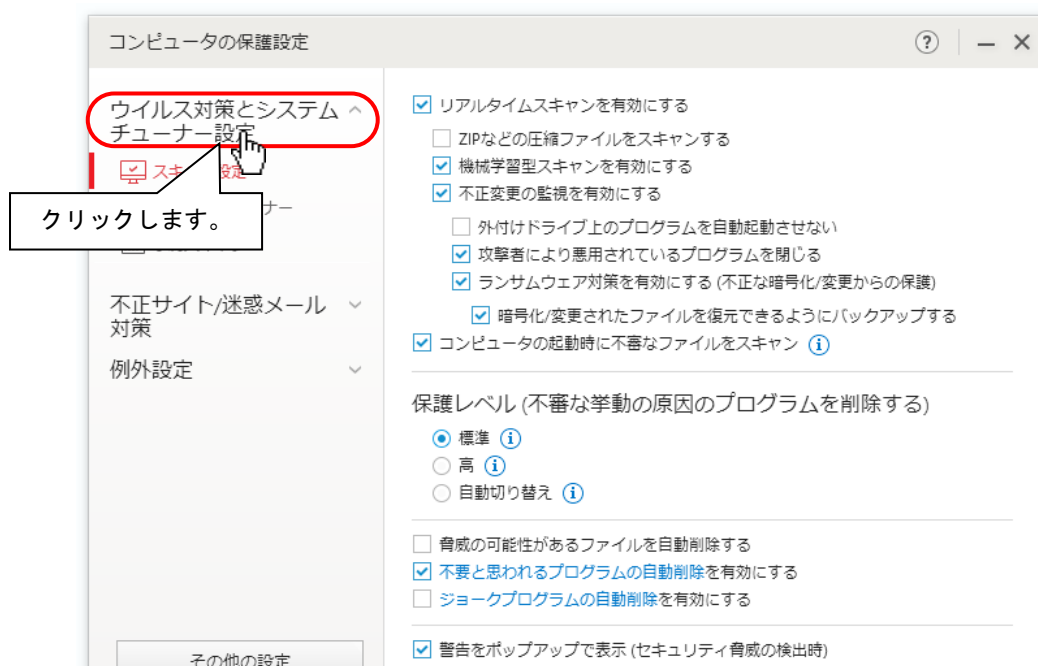 コンピュータの保護設定
ウイルス対策とシステム
チューナー設定
スキ
クリックします。
ナー
不正サイト/迷惑メール
対策
例外設定
その他の設定
リアルタイムスキャンを有効にする
ZIPなどの圧縮ファイルをスキャンする
機械学習型スキャンを有効にする
不正変更の監視を有効にする
外付けドライブ上のプログラムを自動起動させない
攻撃者により悪用されているプログラムを閉じる
ランサムウェア対策を有効にする (不正な暗号化/変更からの保護)
暗号化/変更されたファイルを復元できるようにバックアップする
コンピュータの起動時に不審なファイルをスキャン
保護レベル (不審な挙動の原因のプログラムを削除する)
標準
高
自動切り替え
脅威の可能性があるファイルを自動削除する
不要と思われるプログラムの自動削除を有効にする
ジョークプログラムの自動削除を有効にする
警告をポップアップで表示 (セキュリティ脅威の検出時)